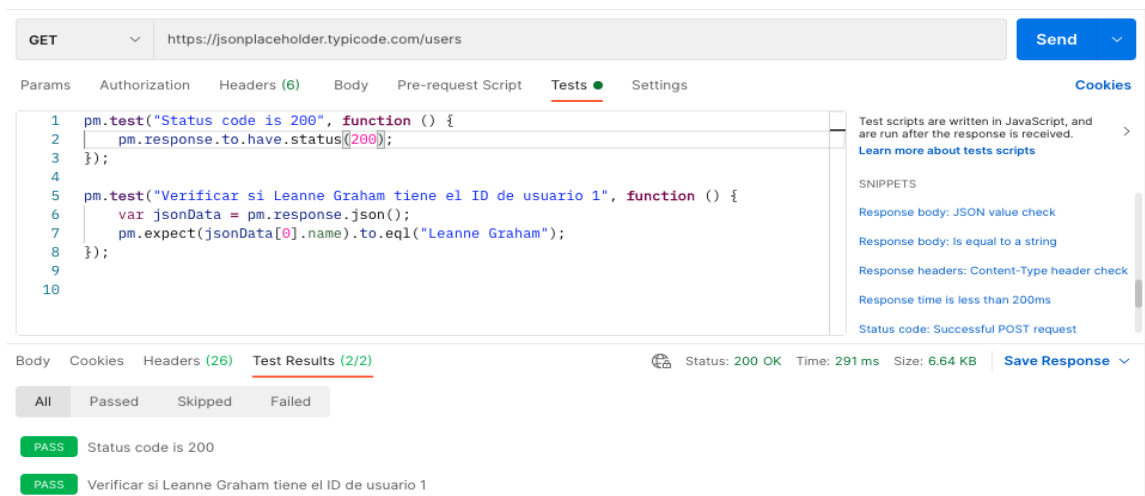 GET https://jsonplaceholder.typicode.com/users Send
Params Authorization Headers (6) Body Pre-request Script Tests Settings Cookies
1 pm.test("Status code is 200", function () {
2 pm.response.to.have.status(200);
3 });
4
5 pm.test("Verificar si Leanne Graham tiene el ID de usuario 1", function () {
6 var jsonData = pm.response.json();
7 pm.expect(jsonData[0].name).to.eql("Leanne Graham");
8 });
9
10
Test scripts are written in JavaScript, and
are run after the response is received.
Learn more about tests scripts
SNIPPETS
Response body: JSON value check
Response body: Is equal to a string
Response headers: Content-Type header check
Response time is less than 200ms
Status code: Successful POST request
Body Cookies Headers (26) Test Results (2/2) Status: 200 OK Time: 291 ms Size: 6.64 KB Save Response
All Passed Skipped Failed
PASS Status code is 200
PASS Verificar si Leanne Graham tiene el ID de usuario 1